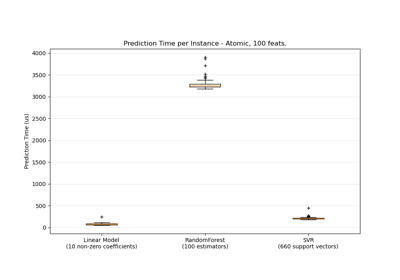 Prediction Time per Instance - Atomic, 100 feats.
Prediction Time (us)
4000
3500
3000
2500
2000
1500
1000
500
0
Linear Model
(10 non-zero coefficients)
RandomForest
(100 estimators)
SVR
(660 support vectors)